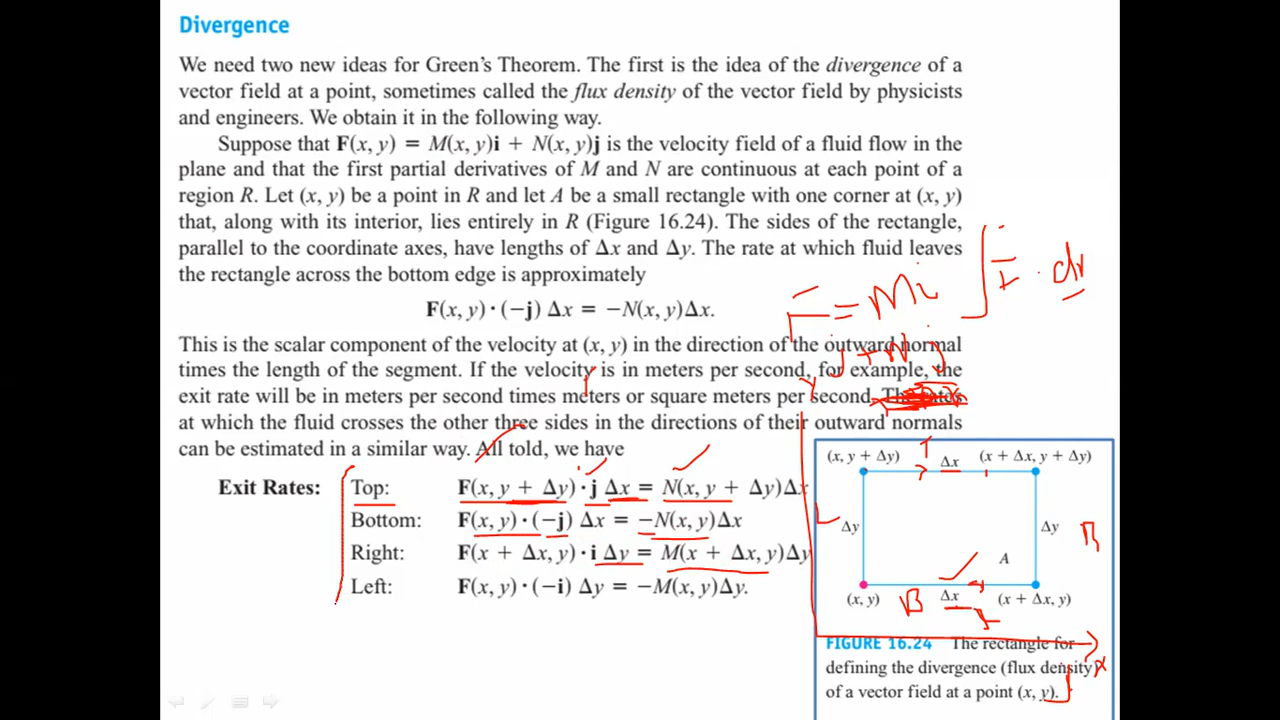 Divergence
We need two new ideas for Green's Theorem. The first is the idea of the divergence of a
vector field at a point, sometimes called the flux density of the vector field by physicists
and engineers. We obtain it in the following way.
Suppose that F(x, y) = M(x, y)i + N(x, y)j is the velocity field of a fluid flow in the
plane and that the first partial derivatives of M and N are continuous at each point of a
region R. Let (x, y) be a point in R and let A be a small rectangle with one corner at (x, y)
that, along with its interior, lies entirely in R (Figure 16.24). The sides of the rectangle,
parallel to the coordinate axes, have lengths of Δx and Δy. The rate at which fluid leaves
the rectangle across the bottom edge is approximately
F(x, y) · (−j) Δx = −N(x, y)Δx.
This is the scalar component of the velocity at (x, y) in the direction of the outward normal
times the length of the segment. If the velocity is in meters per second, for example, the
exit rate will be in meters per second times meters or square meters per second. The rates
at which the fluid crosses the other three sides in the directions of their outward normals
can be estimated in a similar way. All told, we have
Exit Rates: Top: F(x, y + Δy) · j Δx = N(x, y + Δy)Δx
Bottom: F(x, y) · (−j) Δx = −N(x, y)Δx
Right: F(x + Δx, y) · i Δy = M(x + Δx, y)Δy
Left: F(x, y) · (−i) Δy = −M(x, y)Δy.
F = Mi
+ Nj
∫ F · dr
y
T
(x, y + Δy) Δx (x + Δx, y + Δy)
L Δy Δy R
A
(x, y) B Δx (x + Δx, y)
x
FIGURE 16.24 The rectangle for
defining the divergence (flux density)
of a vector field at a point (x, y).